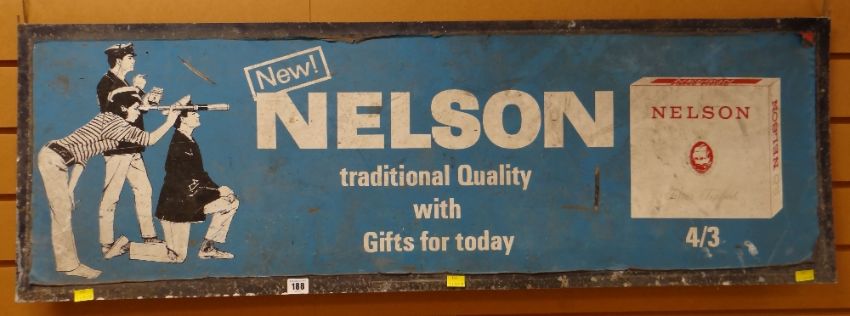 New!
NELSON
traditional Quality
with
Gifts for today
NELSON
NELSON
4/3
188